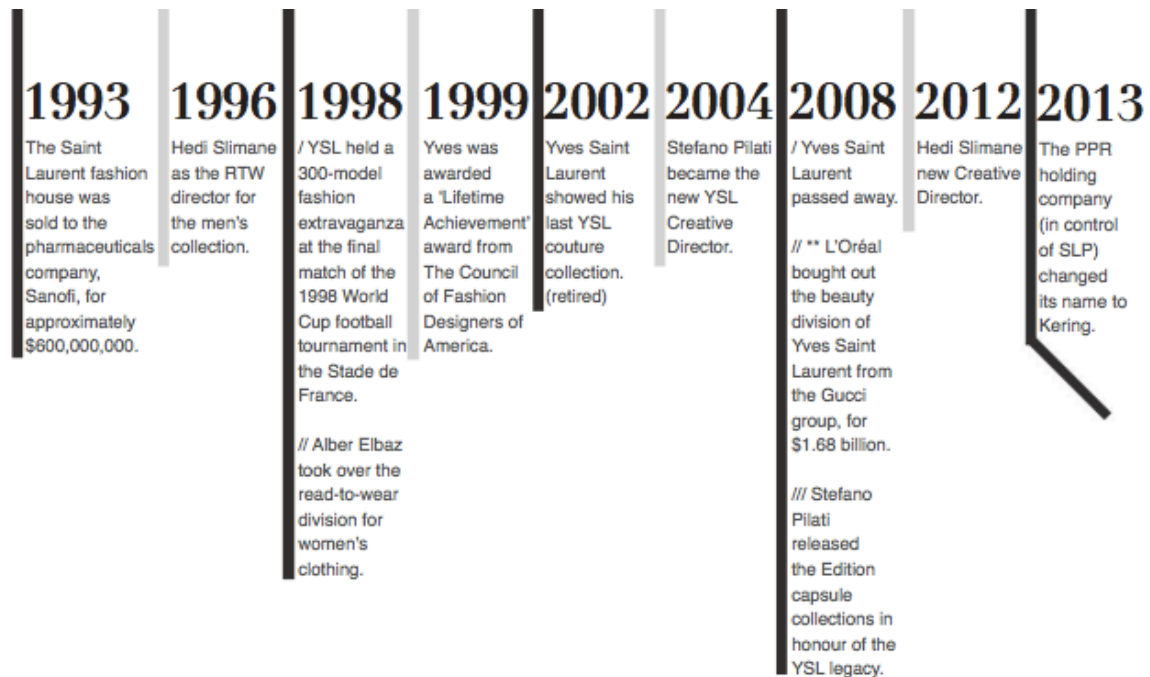 1993
The Saint
Laurent fashion
house was
sold to the
pharmaceuticals
company,
Sanofi, for
approximately
$600,000,000.
1996
Hedi Slimane
as the RTW
director for
the men's
collection.
1998
/ YSL held a
300-model
fashion
extravaganza
at the final
match of the
1998 World
Cup football
tournament in
the Stade de
France.
// Alber Elbaz
took over the
read-to-wear
division for
women's
clothing.
1999
Yves was
awarded
a 'Lifetime
Achievement'
award from
The Council
of Fashion
Designers of
America.
2002
Yves Saint
Laurent
showed his
last YSL
couture
collection.
(retired)
2004
Stefano Pilati
became the
new YSL
Creative
Director.
2008
/ Yves Saint
Laurent
passed away.
// ** L'Oréal
bought out
the beauty
division of
Yves Saint
Laurent from
the Gucci
group, for
$1.68 billion.
/// Stefano
Pilati
released
the Edition
capsule
collections in
honour of the
YSL legacy.
2012
Hedi Slimane
new Creative
Director.
2013
The PPR
holding
company
(in control
of SLP)
changed
its name to
Kering.